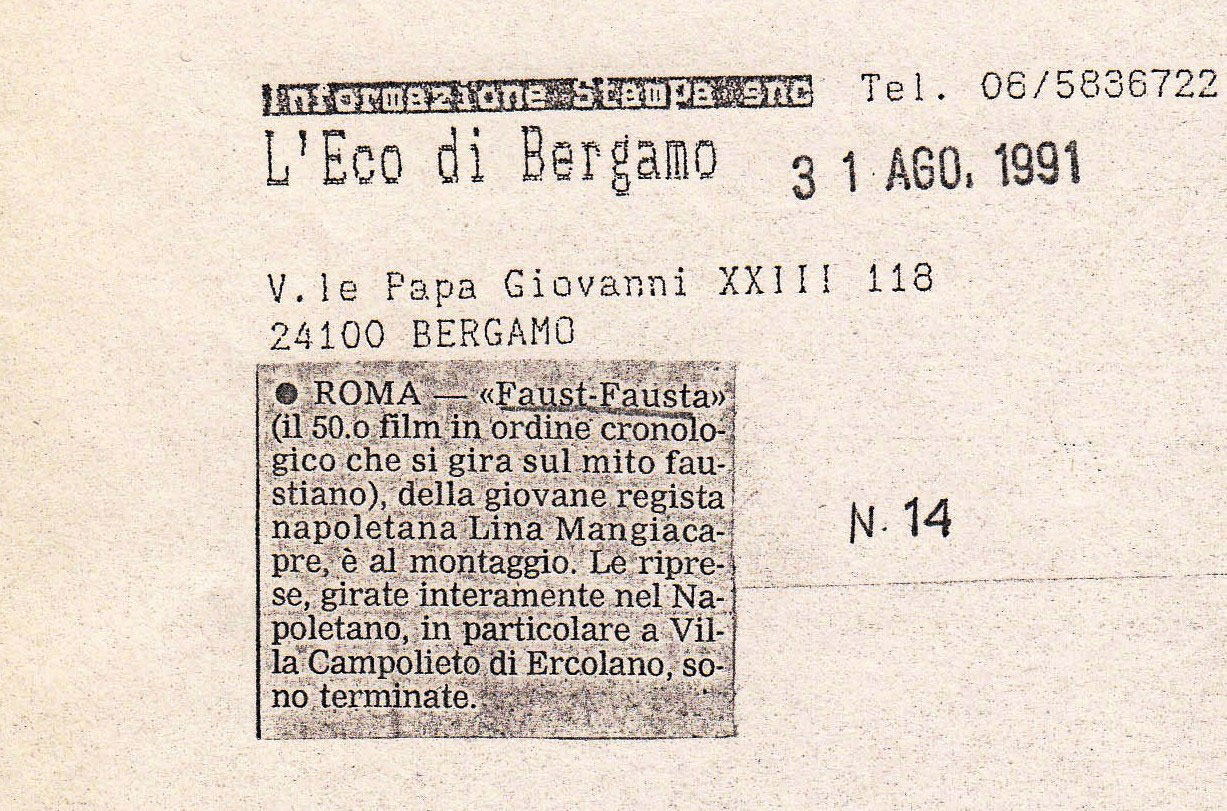 Informazione Stampa snc Tel. 06/5836722
L'Eco di Bergamo 31 AGO. 1991
V.le Papa Giovanni XXIII 118
24100 BERGAMO
● ROMA — «Faust-Fausta»
(il 50.o film in ordine cronolo-
gico che si gira sul mito fau-
stiano), della giovane regista
napoletana Lina Mangiaca-
pre, è al montaggio. Le ripre-
se, girate interamente nel Na-
poletano, in particolare a Vil-
la Campolieto di Ercolano, so-
no terminate.
N. 14